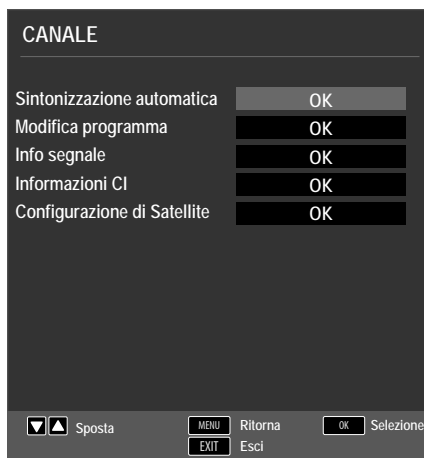 CANALE
Sintonizzazione automatica OK
Modifica programma OK
Info segnale OK
Informazioni CI OK
Configurazione di Satellite OK
Sposta MENU Ritorna OK Selezione
EXIT Esci